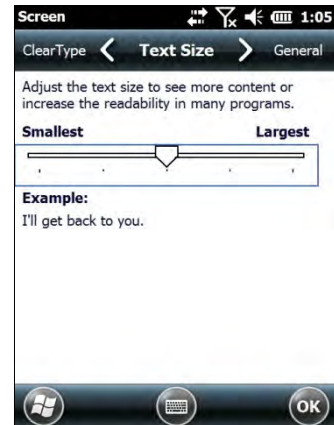 Screen 1:05
ClearType Text Size General
Adjust the text size to see more content or
increase the readability in many programs.
Smallest Largest
Example:
I'll get back to you.
OK